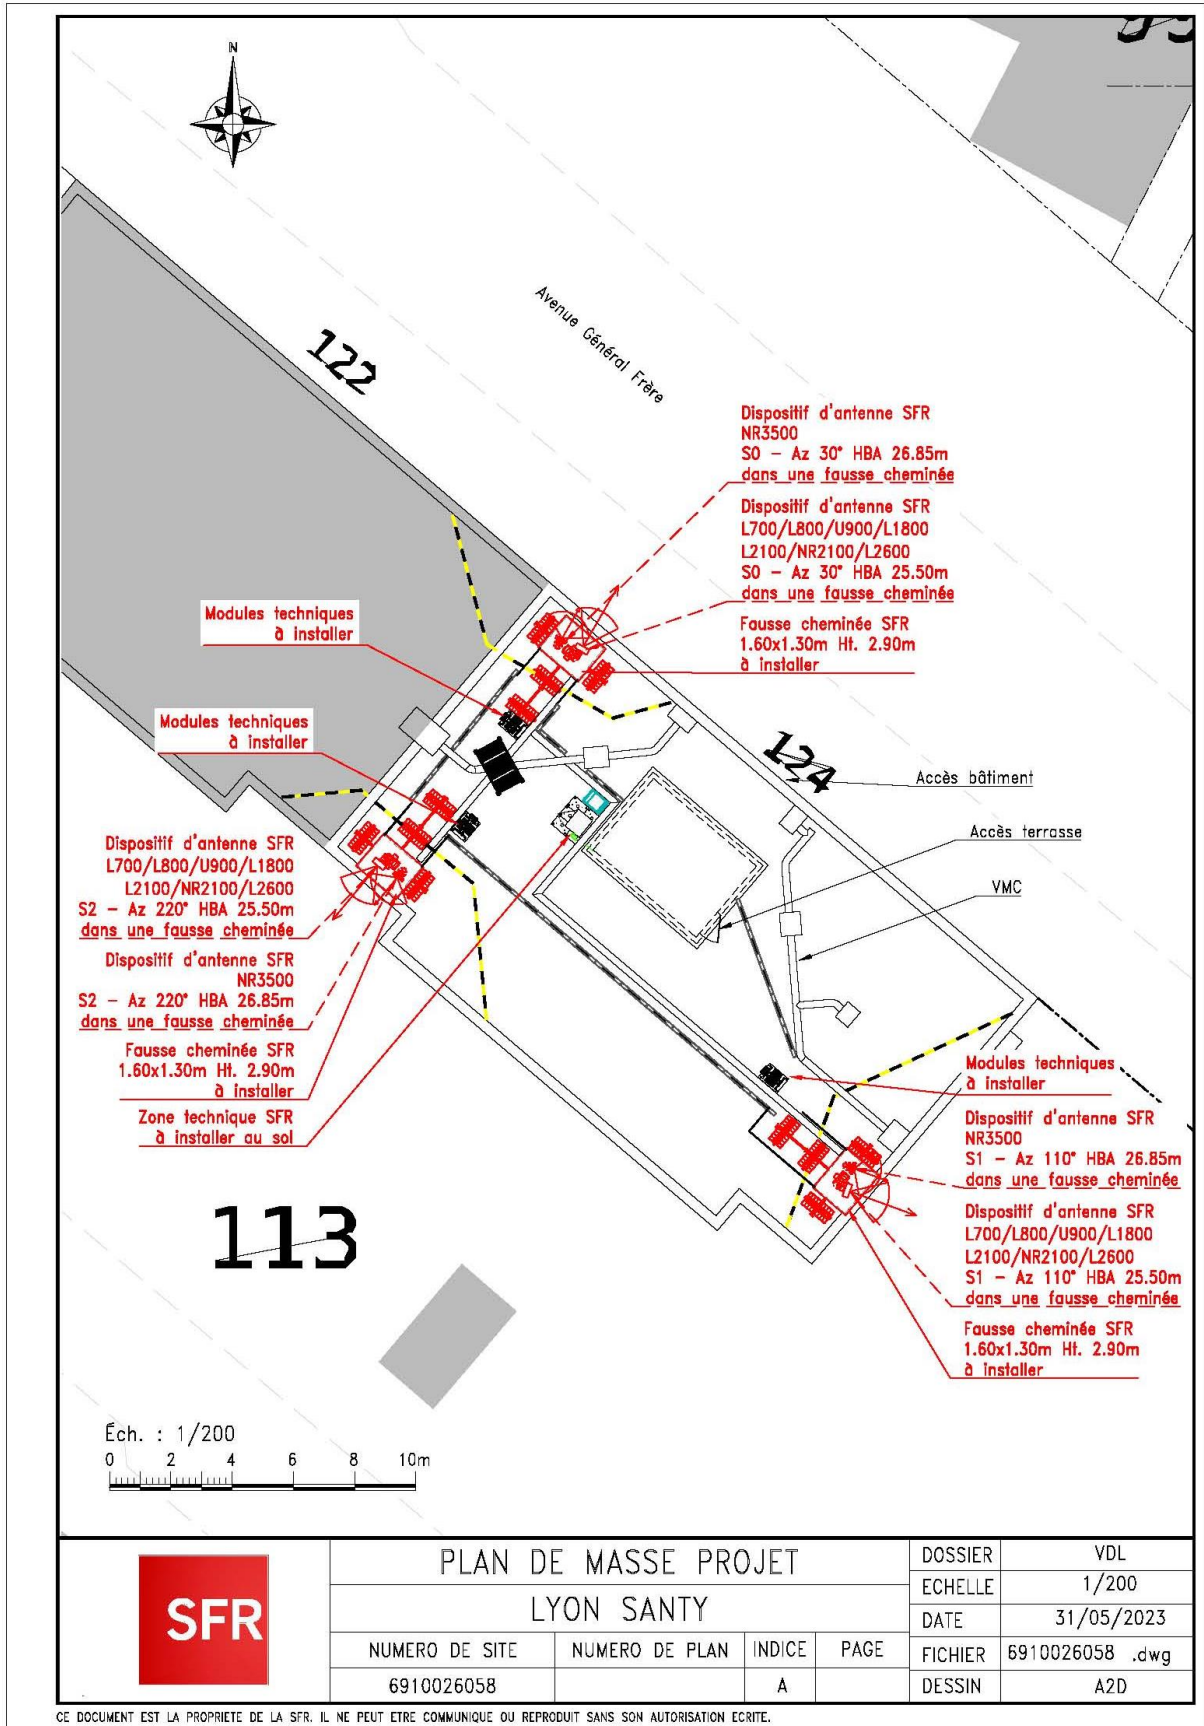 N
122
Avenue Général Frère
Dispositif d'antenne SFR
NR3500
S0 - Az 30° HBA 26.85m
dans une fausse cheminée
Dispositif d'antenne SFR
L700/L800/U900/L1800
L2100/NR2100/L2600
S0 - Az 30° HBA 25.50m
dans une fausse cheminée
Fausse cheminée SFR
1.60x1.30m Ht. 2.90m
à installer
Modules techniques
à installer
Modules techniques
à installer
124
Accès bâtiment
Accès terrasse
VMC
Dispositif d'antenne SFR
L700/L800/U900/L1800
L2100/NR2100/L2600
S2 - Az 220° HBA 25.50m
dans une fausse cheminée
Dispositif d'antenne SFR
NR3500
S2 - Az 220° HBA 26.85m
dans une fausse cheminée
Fausse cheminée SFR
1.60x1.30m Ht. 2.90m
à installer
Zone technique SFR
à installer au sol
Modules techniques
à installer
Dispositif d'antenne SFR
NR3500
S1 - Az 110° HBA 26.85m
dans une fausse cheminée
Dispositif d'antenne SFR
L700/L800/U900/L1800
L2100/NR2100/L2600
S1 - Az 110° HBA 25.50m
dans une fausse cheminée
Fausse cheminée SFR
1.60x1.30m Ht. 2.90m
à installer
113
Éch. : 1/200
0 2 4 6 8 10m
SFR
PLAN DE MASSE PROJET
LYON SANTY
NUMERO DE SITE NUMERO DE PLAN INDICE PAGE
6910026058 A
DOSSIER VDL
ECHELLE 1/200
DATE 31/05/2023
FICHIER 6910026058 .dwg
DESSIN A2D
CE DOCUMENT EST LA PROPRIETE DE LA SFR. IL NE PEUT ETRE COMMUNIQUE OU REPRODUIT SANS SON AUTORISATION ECRITE.